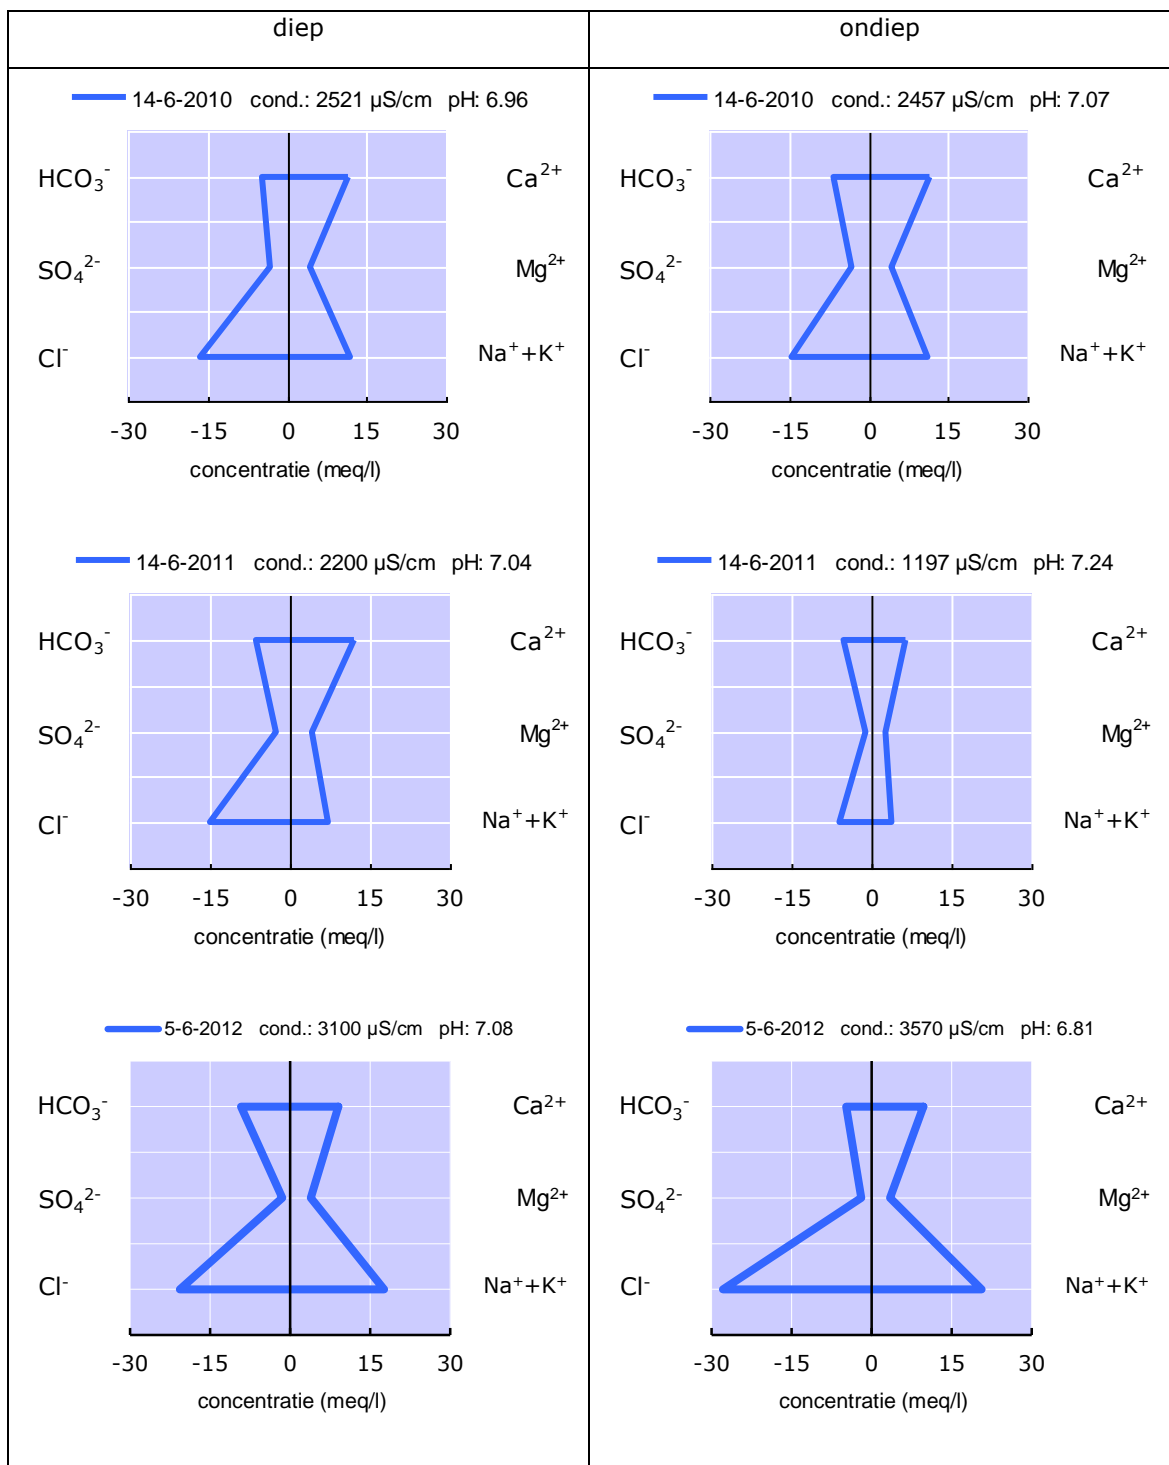 diep
ondiep
14-6-2010 cond.: 2521 µS/cm pH: 6.96
HCO₃⁻ Ca²⁺
SO₄²⁻ Mg²⁺
Cl⁻ Na⁺+K⁺
-30 -15 0 15 30
concentratie (meq/l)
14-6-2010 cond.: 2457 µS/cm pH: 7.07
HCO₃⁻ Ca²⁺
SO₄²⁻ Mg²⁺
Cl⁻ Na⁺+K⁺
-30 -15 0 15 30
concentratie (meq/l)
14-6-2011 cond.: 2200 µS/cm pH: 7.04
HCO₃⁻ Ca²⁺
SO₄²⁻ Mg²⁺
Cl⁻ Na⁺+K⁺
-30 -15 0 15 30
concentratie (meq/l)
14-6-2011 cond.: 1197 µS/cm pH: 7.24
HCO₃⁻ Ca²⁺
SO₄²⁻ Mg²⁺
Cl⁻ Na⁺+K⁺
-30 -15 0 15 30
concentratie (meq/l)
5-6-2012 cond.: 3100 µS/cm pH: 7.08
HCO₃⁻ Ca²⁺
SO₄²⁻ Mg²⁺
Cl⁻ Na⁺+K⁺
-30 -15 0 15 30
concentratie (meq/l)
5-6-2012 cond.: 3570 µS/cm pH: 6.81
HCO₃⁻ Ca²⁺
SO₄²⁻ Mg²⁺
Cl⁻ Na⁺+K⁺
-30 -15 0 15 30
concentratie (meq/l)